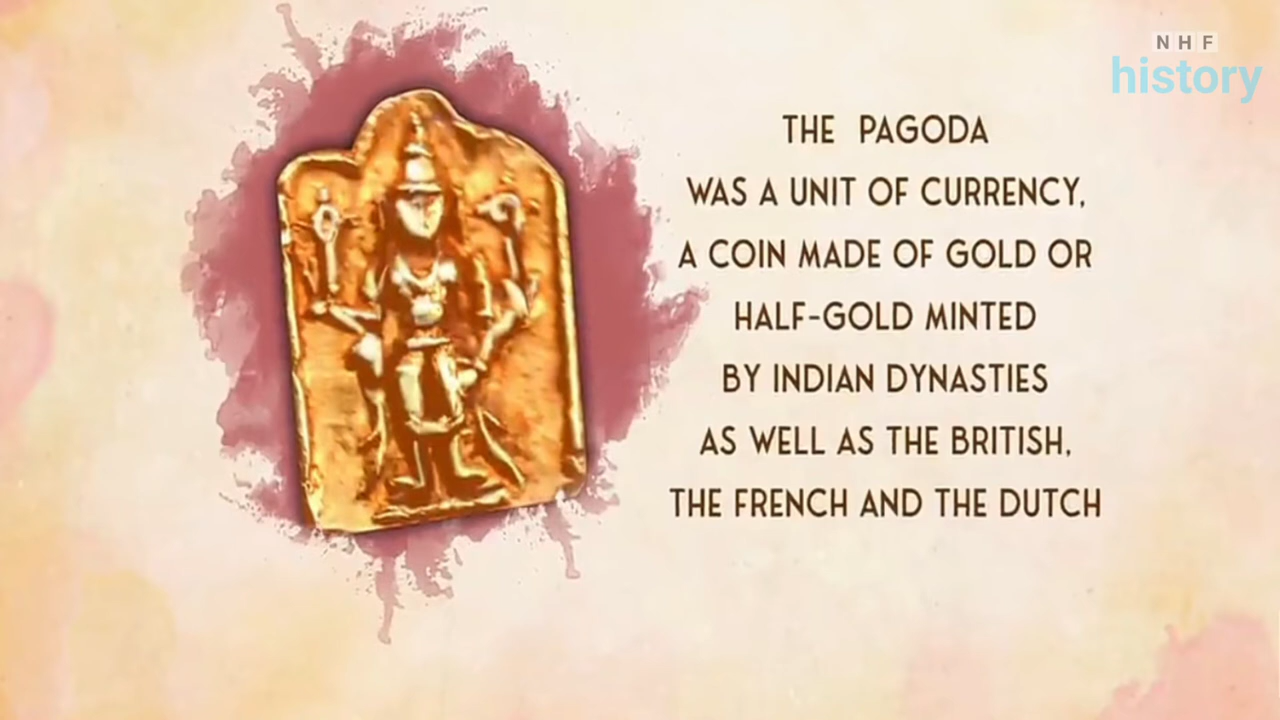 NHF
history
THE PAGODA
WAS A UNIT OF CURRENCY,
A COIN MADE OF GOLD OR
HALF-GOLD MINTED
BY INDIAN DYNASTIES
AS WELL AS THE BRITISH,
THE FRENCH AND THE DUTCH